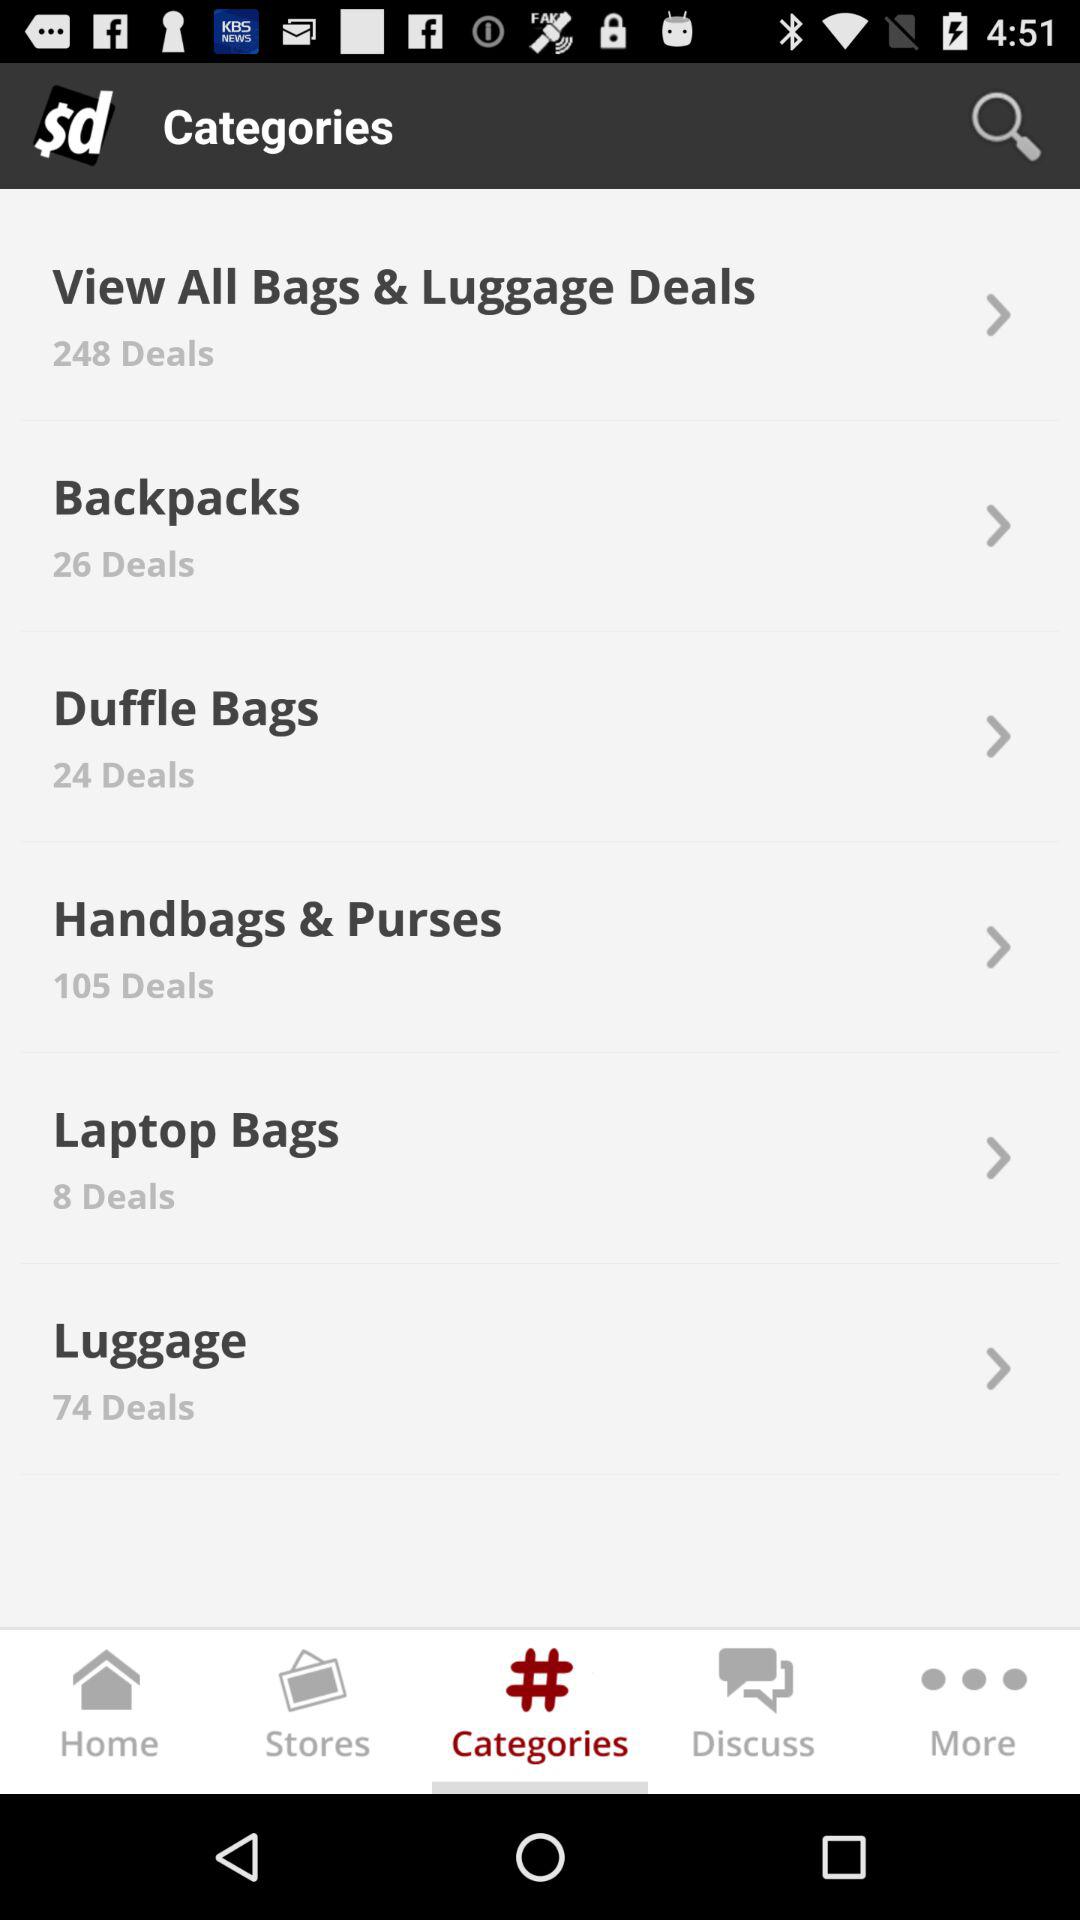 KBS
NEWS
FAKE
4:51
$d Categories
View All Bags & Luggage Deals
248 Deals
Backpacks
26 Deals
Duffle Bags
24 Deals
Handbags & Purses
105 Deals
Laptop Bags
8 Deals
Luggage
74 Deals
Home Stores Categories Discuss More